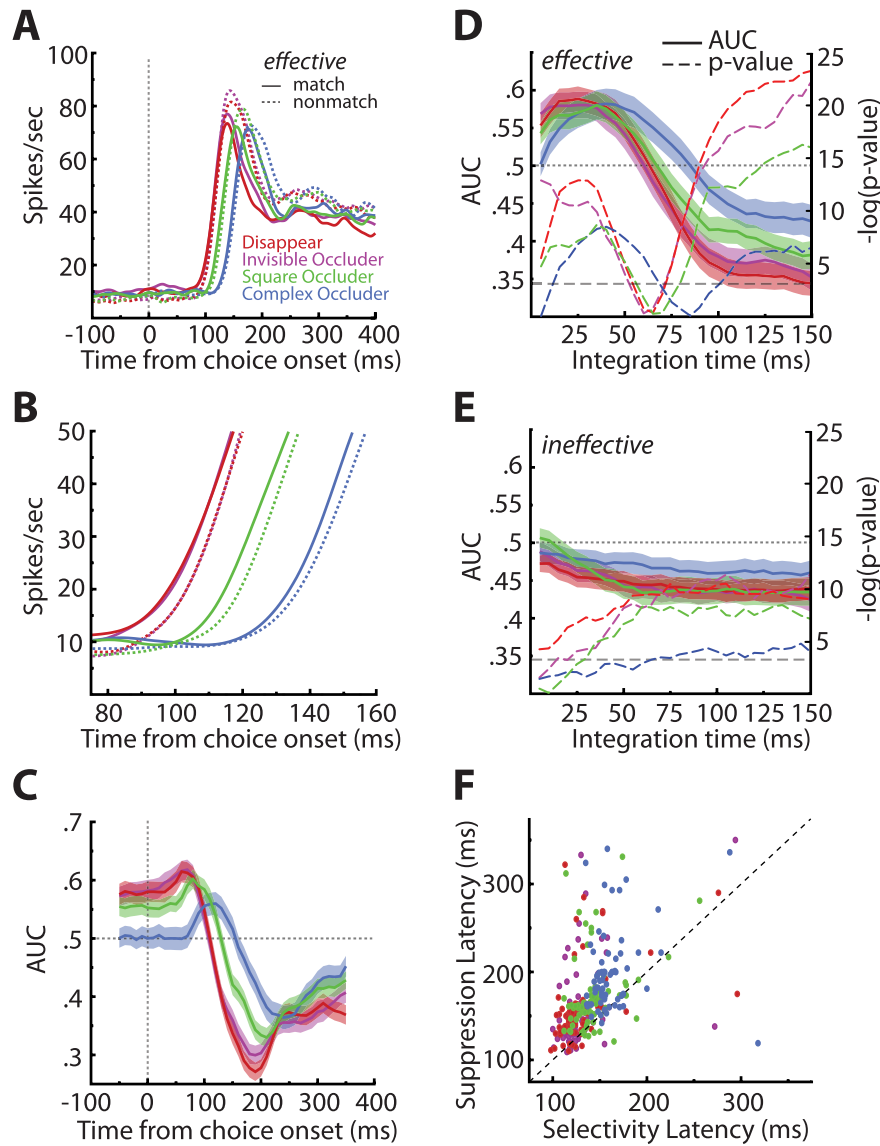 A
100
80
60
40
20
Spikes/sec
effective
match
nonmatch
Disappear
Invisible Occluder
Square Occluder
Complex Occluder
-100 0 100 200 300 400
Time from choice onset (ms)
B
50
40
30
20
10
Spikes/sec
80 100 120 140 160
Time from choice onset (ms)
C
.7
.6
.5
.4
.3
AUC
-100 0 100 200 300 400
Time from choice onset (ms)
D
effective
AUC
p-value
.6
.55
.5
.45
.4
.35
AUC
25
20
15
10
5
-log(p-value)
25 50 75 100 125 150
Integration time (ms)
E
ineffective
.6
.55
.5
.45
.4
.35
AUC
25
20
15
10
5
-log(p-value)
25 50 75 100 125 150
Integration time (ms)
F
300
200
100
Suppression Latency (ms)
100 200 300
Selectivity Latency (ms)